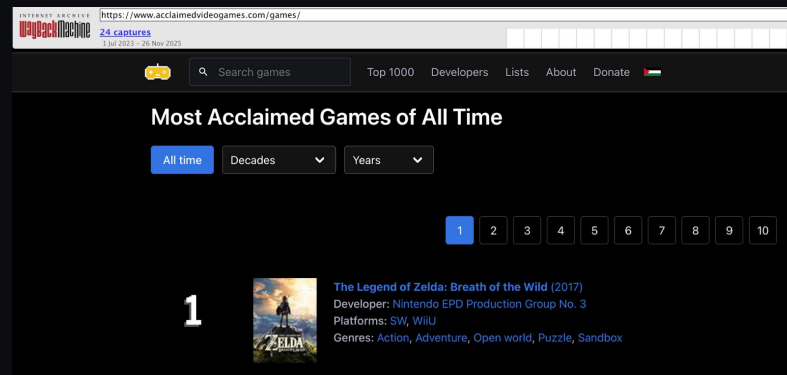 INTERNET ARCHIVE
WayBackMachine
https://www.acclaimedvideogames.com/games/
24 captures
1 Jul 2023 – 26 Nov 2025
Search games
Top 1000
Developers
Lists
About
Donate
Most Acclaimed Games of All Time
All time
Decades
Years
1 2 3 4 5 6 7 8 9 10
1
ZELDA
The Legend of Zelda: Breath of the Wild (2017)
Developer: Nintendo EPD Production Group No. 3
Platforms: SW, WiiU
Genres: Action, Adventure, Open world, Puzzle, Sandbox